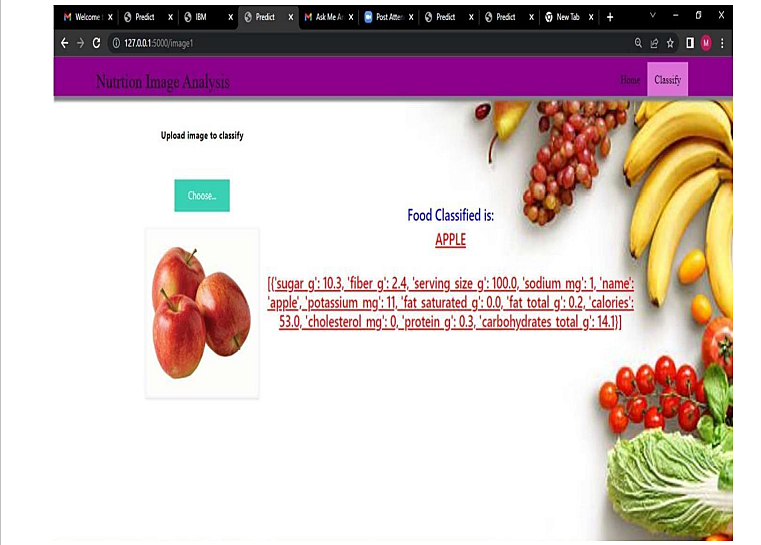 Welcome
Predict
IBM
Predict
Ask Me A
Post Atten
Predict
Predict
New Tab
127.0.0.1:5000/image1
M
Nutrtion Image Analysis
Home
Classify
Upload image to classify
Choose...
Food Classified is:
APPLE
[{'sugar_g': 10.3, 'fiber_g': 2.4, 'serving_size_g': 100.0, 'sodium_mg': 1, 'name':
'apple', 'potassium_mg': 11, 'fat_saturated_g': 0.0, 'fat_total_g': 0.2, 'calories':
53.0, 'cholesterol_mg': 0, 'protein_g': 0.3, 'carbohydrates_total_g': 14.1}]